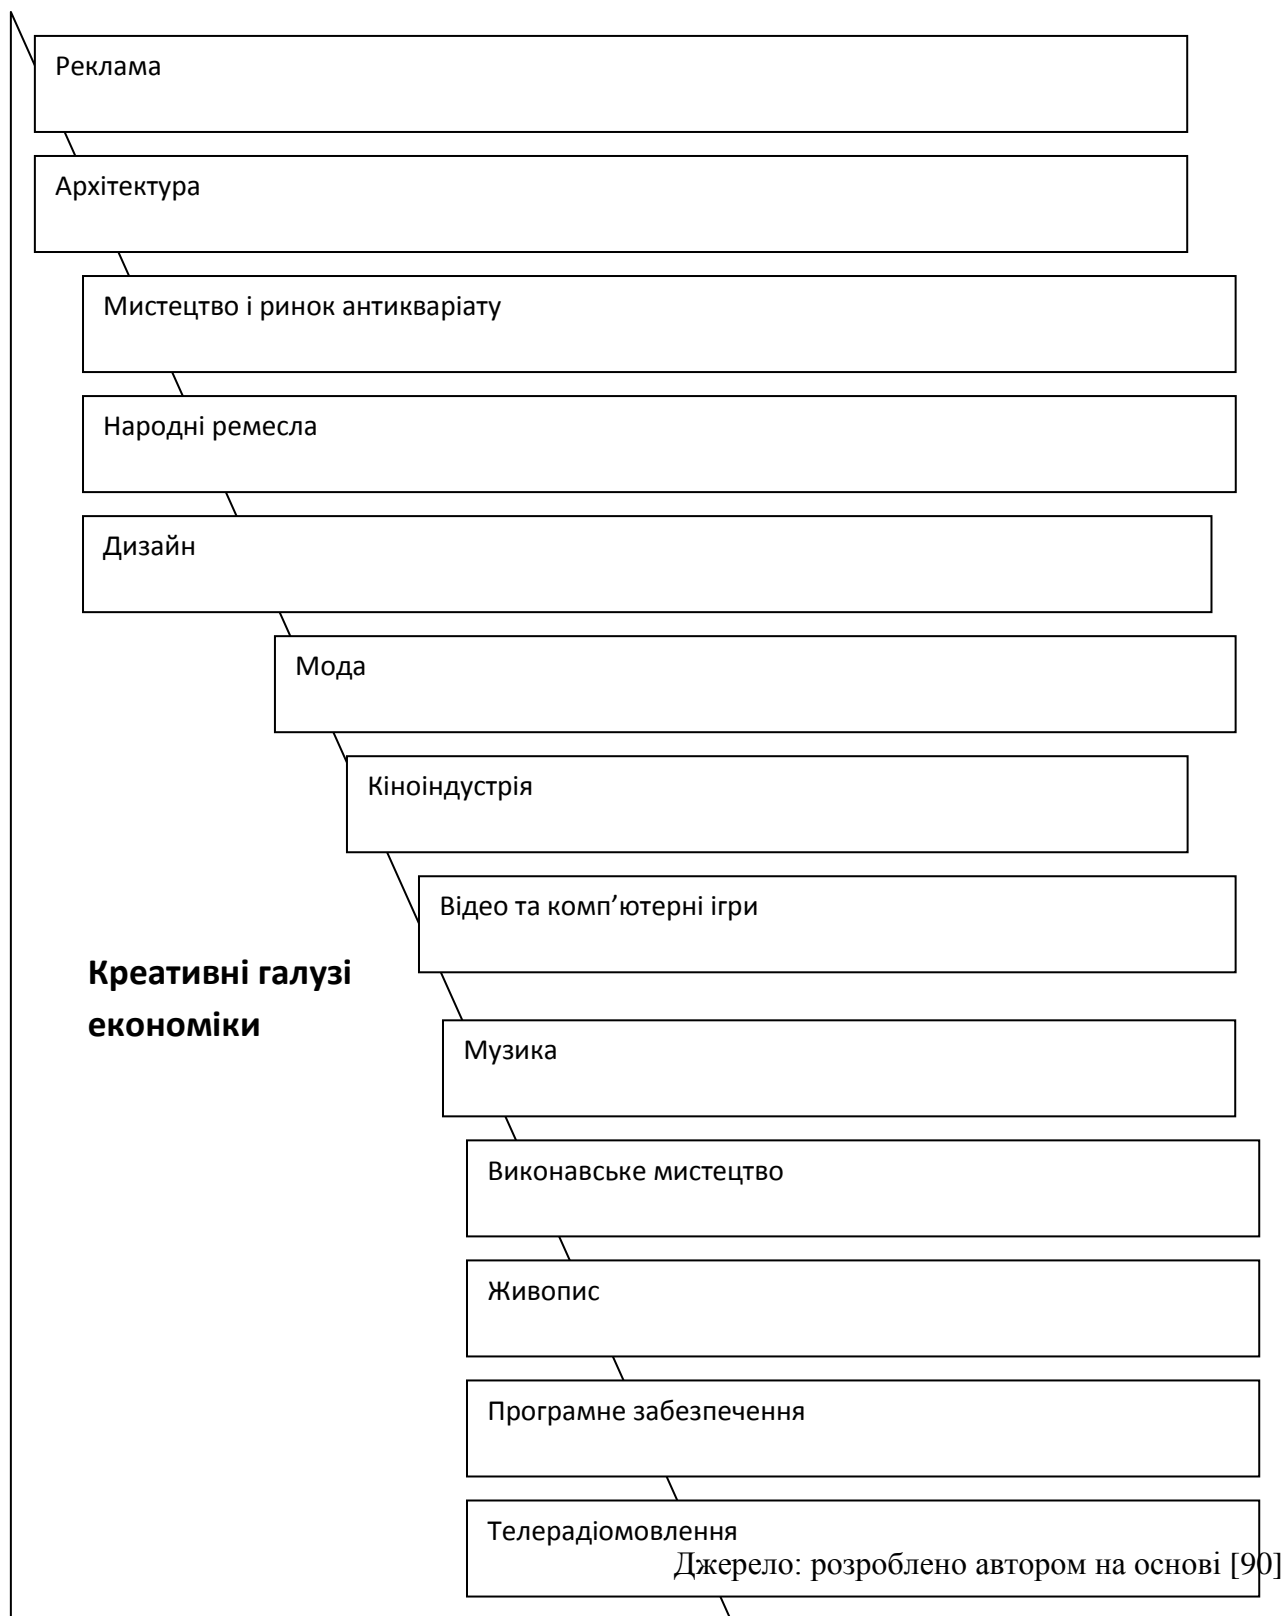 Реклама
Архітектура
Мистецтво і ринок антикваріату
Народні ремесла
Дизайн
Мода
Кіноіндустрія
Відео та комп’ютерні ігри
Креативні галузі
економіки
Музика
Виконавське мистецтво
Живопис
Програмне забезпечення
Телерадіомовлення
Джерело: розроблено автором на основі [90]